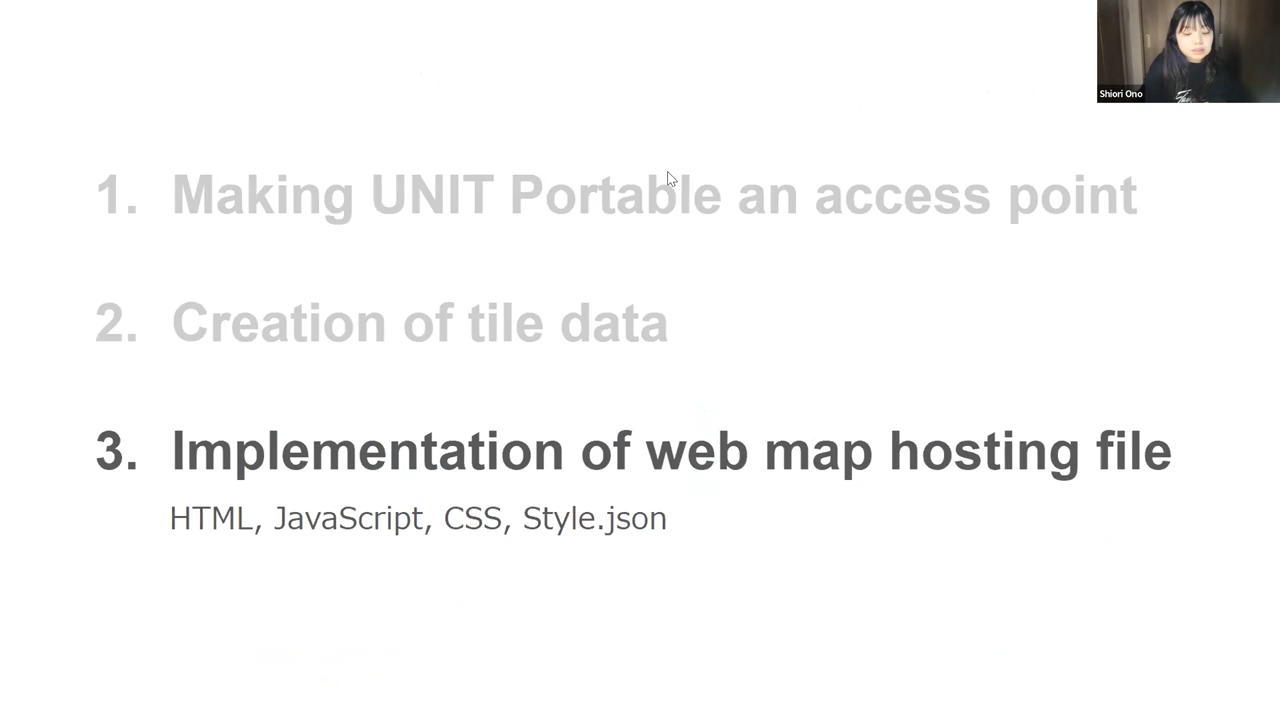 Shiori Ono
1. Making UNIT Portable an access point
2. Creation of tile data
3. Implementation of web map hosting file
HTML, JavaScript, CSS, Style.json